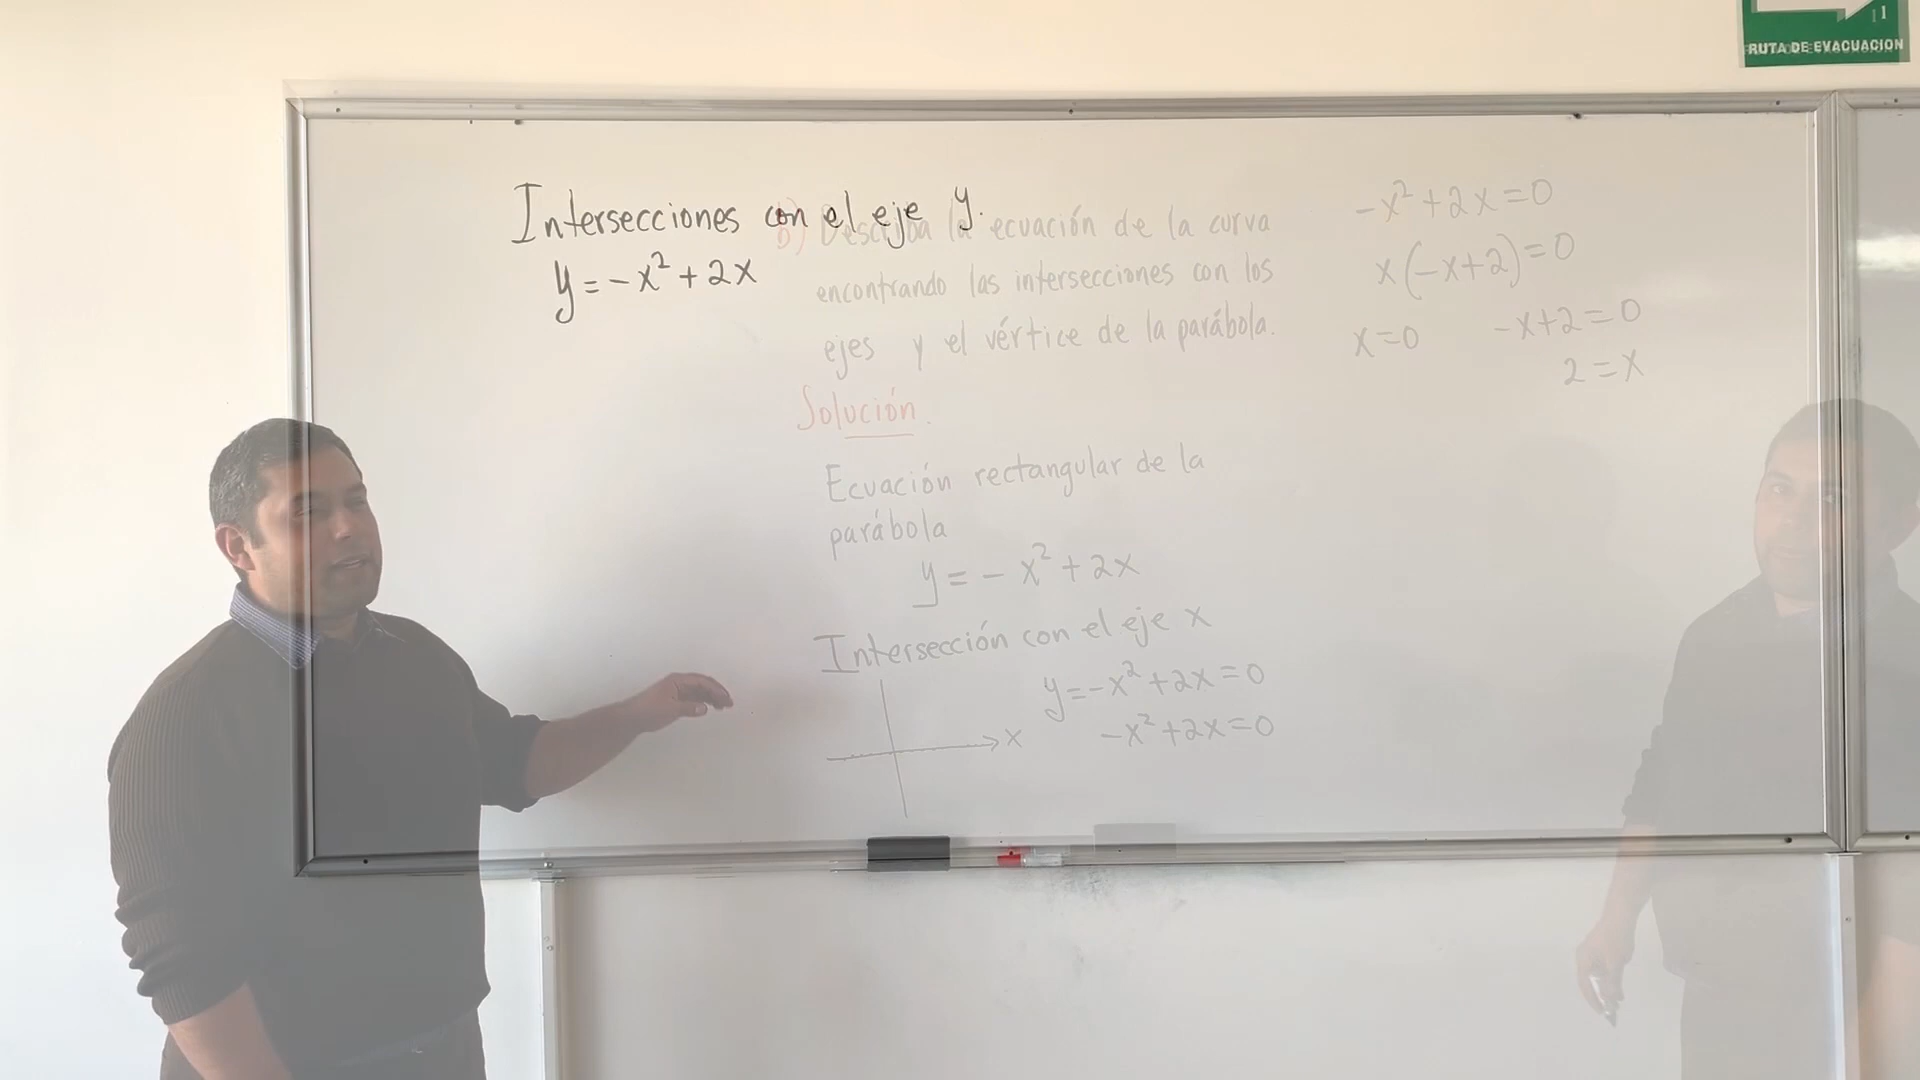 RUTA DE EVACUACION
Intersecciones con el eje y.
y = -x² + 2x
b) Describa la ecuación de la curva
encontrando las intersecciones con los
ejes y el vértice de la parábola.
Solución.
Ecuación rectangular de la
parábola
y = - x² + 2x
Intersección con el eje x
y = -x² + 2x = 0
-x² + 2x = 0
x
-x² + 2x = 0
x(-x+2) = 0
x = 0 -x+2 = 0
2 = x